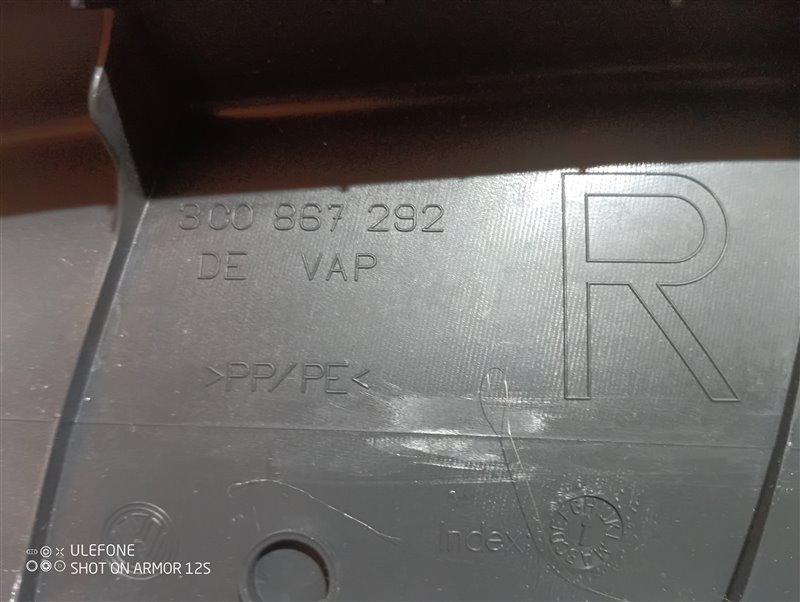 3C0 867 292
DE VAP
R
>PP/PE<
Index
ULEFONE
SHOT ON ARMOR 12S